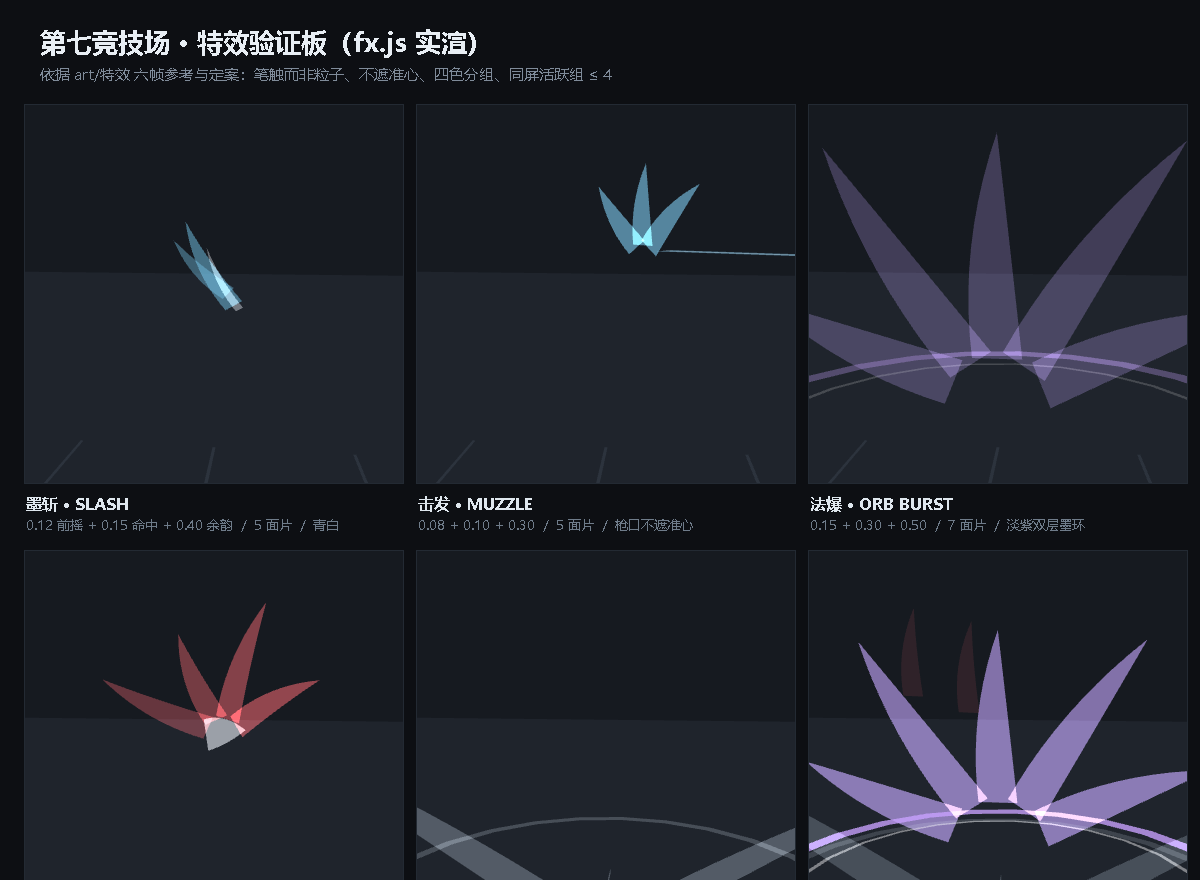 第七竞技场 • 特效验证板（fx.js 实渲）
依据 art/特效 六帧参考与定案：笔触而非粒子、不遮准心、四色分组、同屏活跃组 ≤ 4
墨斩 • SLASH
0.12 前摇 + 0.15 命中 + 0.40 余韵 / 5 面片 / 青白
击发 • MUZZLE
0.08 + 0.10 + 0.30 / 5 面片 / 枪口不遮准心
法爆 • ORB BURST
0.15 + 0.30 + 0.50 / 7 面片 / 淡紫双层墨环